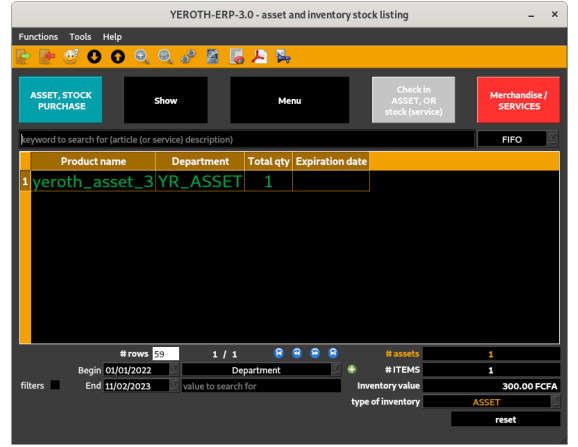 YEROTH-ERP-3.0 - asset and inventory stock listing
Functions Tools Help
ASSET, STOCK
PURCHASE
Show
Menu
Check in
ASSET, OR
stock (service)
Merchandise /
SERVICES
keyword to search for (article (or service) description)
FIFO
Product name Department Total qty Expiration date
1 yeroth_asset_3 YR_ASSET 1
# rows 59 1 / 1 # assets 1
Begin 01/01/2022 Department # ITEMS 1
filters End 11/02/2023 value to search for Inventory value 300.00 FCFA
type of inventory ASSET
reset